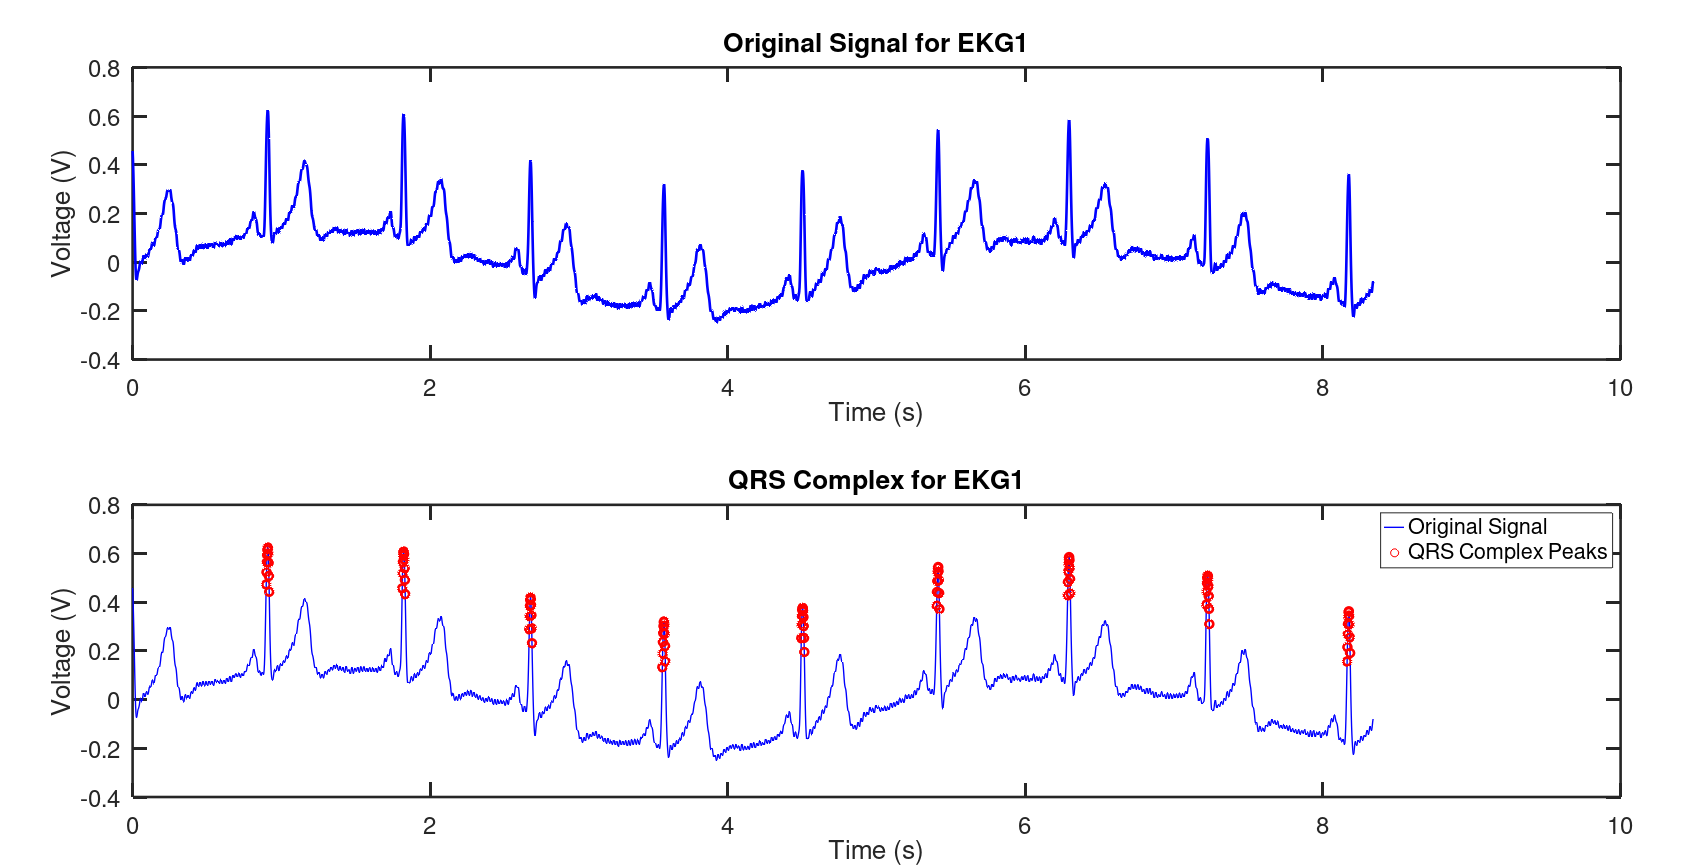 Original Signal for EKG1
0.8
0.6
0.4
0.2
0
-0.2
-0.4
Voltage (V)
0 2 4 6 8 10
Time (s)
QRS Complex for EKG1
0.8
0.6
0.4
0.2
0
-0.2
-0.4
Voltage (V)
Original Signal
QRS Complex Peaks
0 2 4 6 8 10
Time (s)